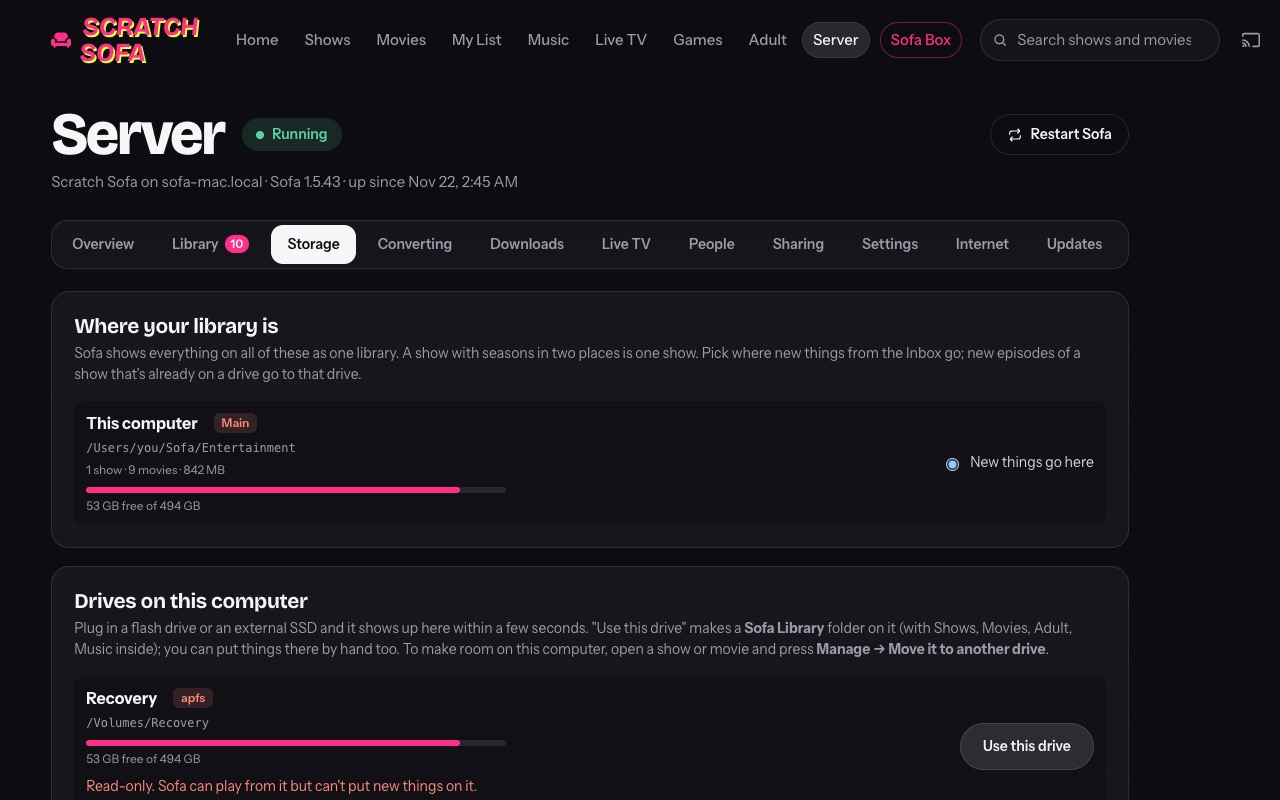 SCRATCH
SOFA
Home
Shows
Movies
My List
Music
Live TV
Games
Adult
Server
Sofa Box
Search shows and movies
Server
Running
Restart Sofa
Scratch Sofa on sofa-mac.local · Sofa 1.5.43 · up since Nov 22, 2:45 AM
Overview
Library 10
Storage
Converting
Downloads
Live TV
People
Sharing
Settings
Internet
Updates
Where your library is
Sofa shows everything on all of these as one library. A show with seasons in two places is one show. Pick where new things from the Inbox go; new episodes of a
show that's already on a drive go to that drive.
This computer Main
/Users/you/Sofa/Entertainment
1 show · 9 movies · 842 MB
New things go here
53 GB free of 494 GB
Drives on this computer
Plug in a flash drive or an external SSD and it shows up here within a few seconds. "Use this drive" makes a Sofa Library folder on it (with Shows, Movies, Adult,
Music inside); you can put things there by hand too. To make room on this computer, open a show or movie and press Manage → Move it to another drive.
Recovery apfs
/Volumes/Recovery
Use this drive
53 GB free of 494 GB
Read-only. Sofa can play from it but can't put new things on it.